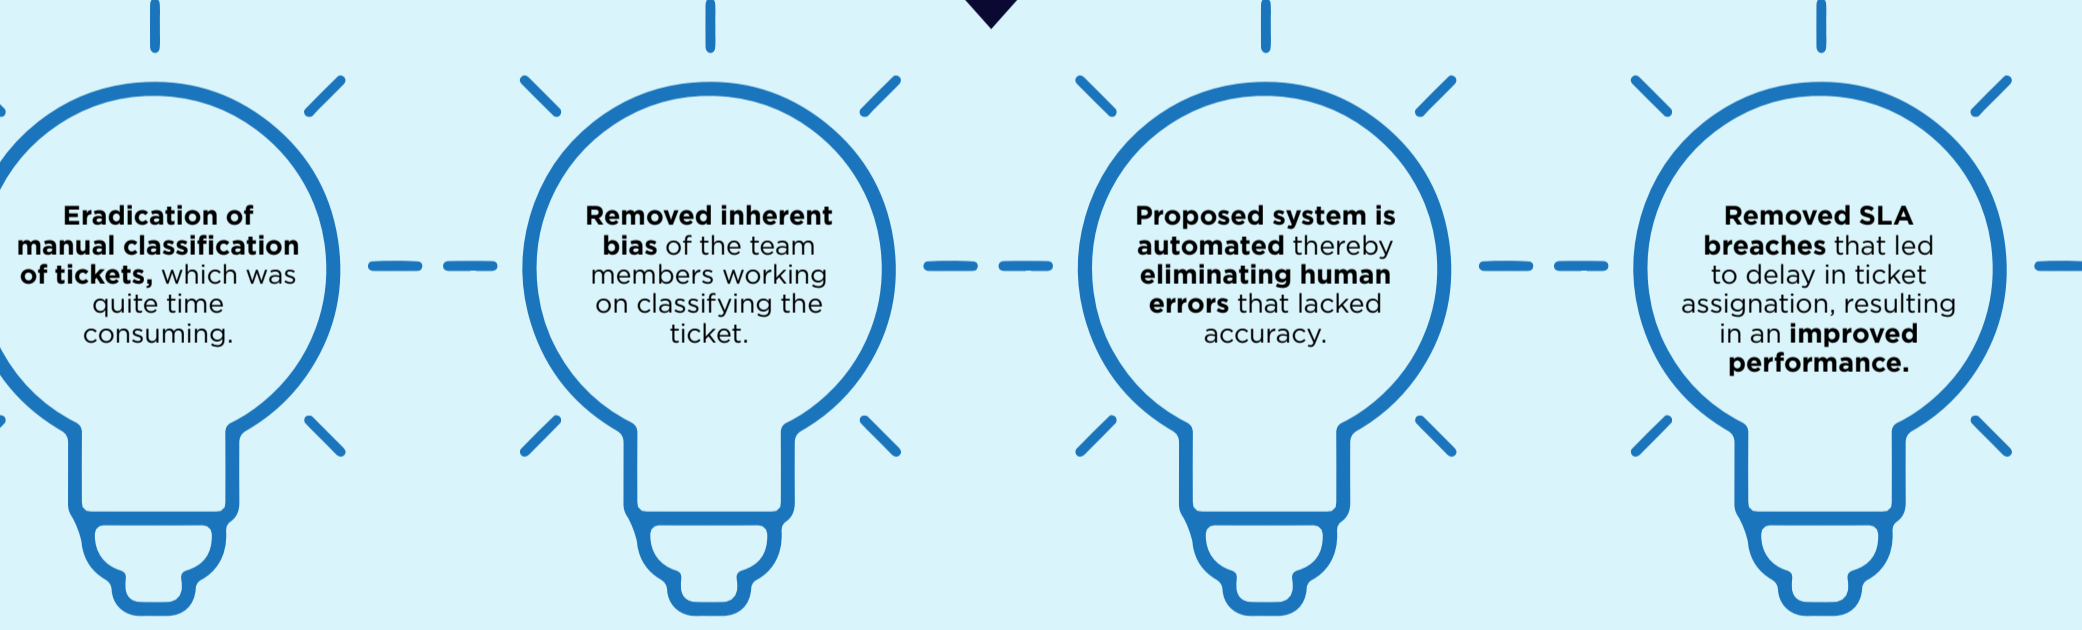 Eradication of
manual classification
of tickets, which was
quite time
consuming.
Removed inherent
bias of the team
members working
on classifying the
ticket.
Proposed system is
automated thereby
eliminating human
errors that lacked
accuracy.
Removed SLA
breaches that led
to delay in ticket
assignation, resulting
in an improved
performance.